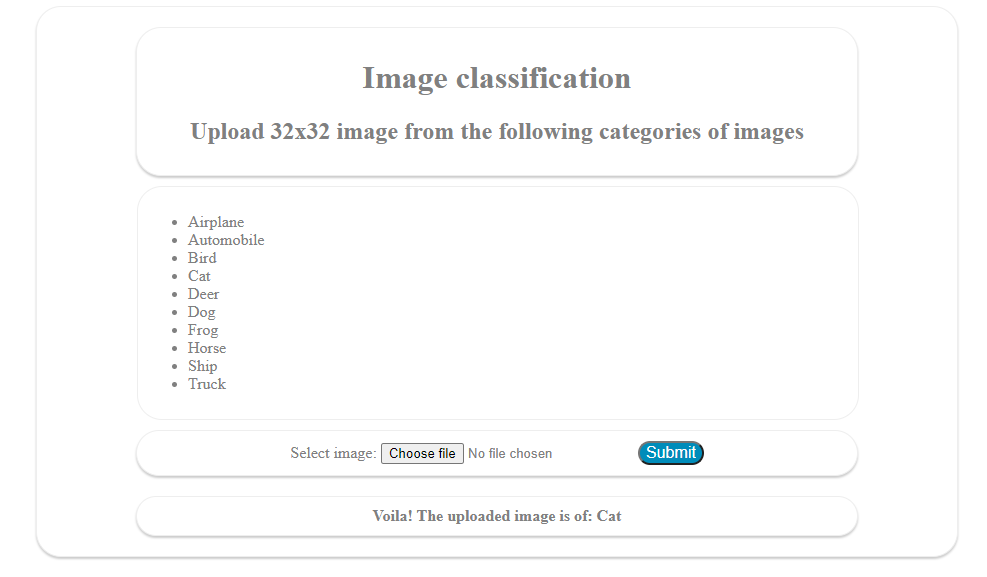 Image classification
Upload 32x32 image from the following categories of images
Airplane
Automobile
Bird
Cat
Deer
Dog
Frog
Horse
Ship
Truck
Select image: Choose file No file chosen Submit
Voila! The uploaded image is of: Cat